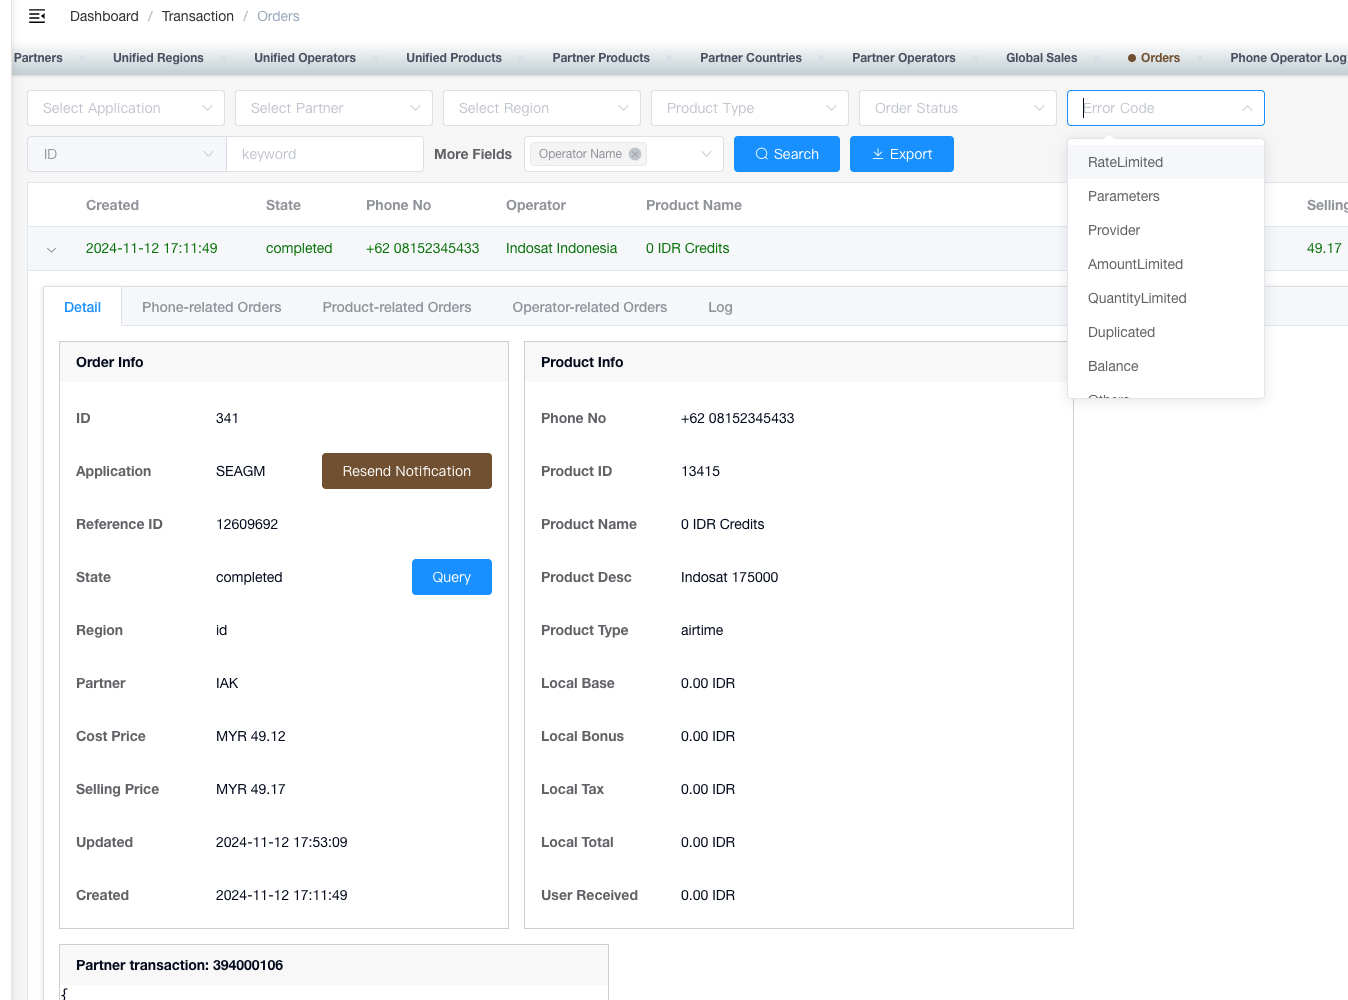 Dashboard / Transaction / Orders
Partners Unified Regions Unified Operators Unified Products Partner Products Partner Countries Partner Operators Global Sales Orders Phone Operator Log
Select Application Select Partner Select Region Product Type Order Status Error Code
ID keyword More Fields Operator Name Search Export
RateLimited
Parameters
Provider
AmountLimited
QuantityLimited
Duplicated
Balance
Others
Created State Phone No Operator Product Name Selling
2024-11-12 17:11:49 completed +62 08152345433 Indosat Indonesia 0 IDR Credits 49.17
Detail Phone-related Orders Product-related Orders Operator-related Orders Log
Order Info
ID 341
Application SEAGM Resend Notification
Reference ID 12609692
State completed Query
Region id
Partner IAK
Cost Price MYR 49.12
Selling Price MYR 49.17
Updated 2024-11-12 17:53:09
Created 2024-11-12 17:11:49
Product Info
Phone No +62 08152345433
Product ID 13415
Product Name 0 IDR Credits
Product Desc Indosat 175000
Product Type airtime
Local Base 0.00 IDR
Local Bonus 0.00 IDR
Local Tax 0.00 IDR
Local Total 0.00 IDR
User Received 0.00 IDR
Partner transaction: 394000106
{